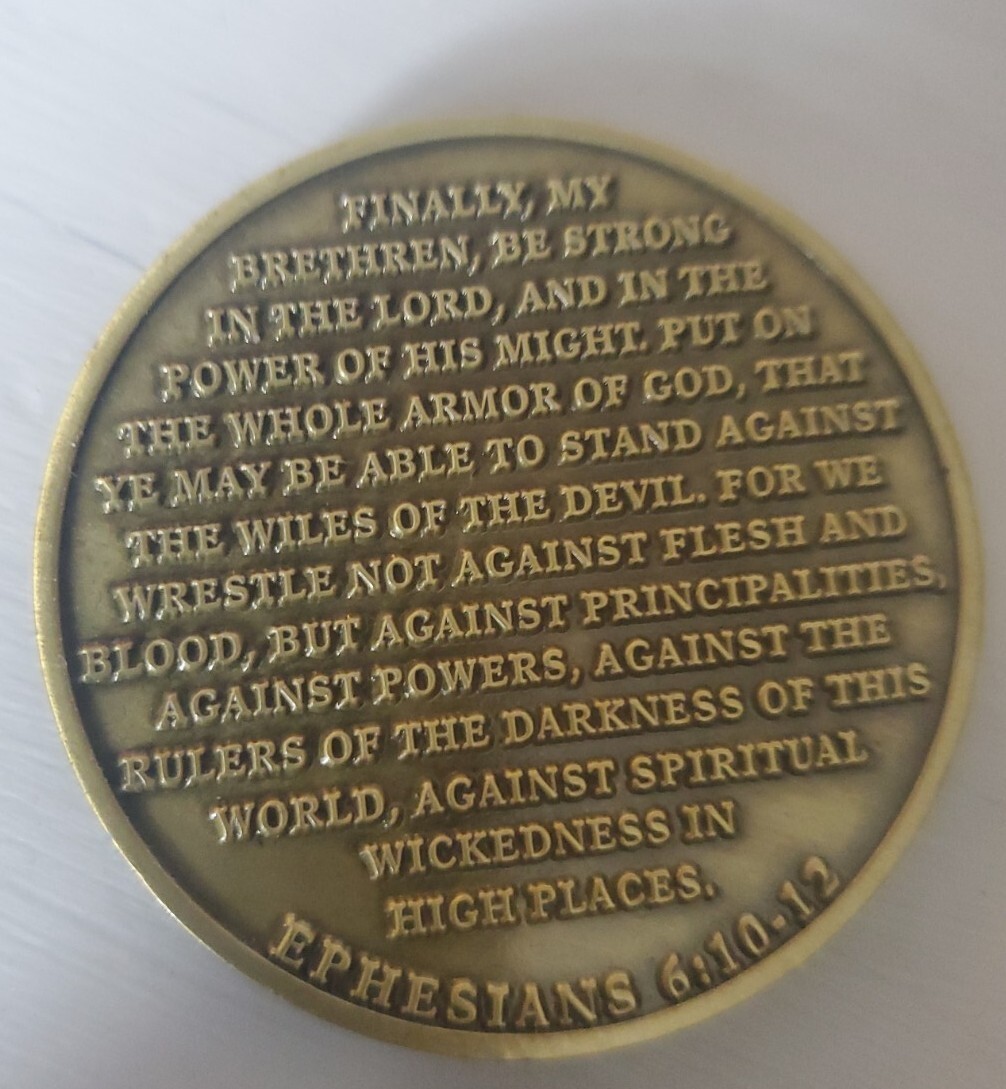 FINALLY, MY
BRETHREN, BE STRONG
IN THE LORD, AND IN THE
POWER OF HIS MIGHT. PUT ON
THE WHOLE ARMOR OF GOD, THAT
YE MAY BE ABLE TO STAND AGAINST
THE WILES OF THE DEVIL. FOR WE
WRESTLE NOT AGAINST FLESH AND
BLOOD, BUT AGAINST PRINCIPALITIES,
AGAINST POWERS, AGAINST THE
RULERS OF THE DARKNESS OF THIS
WORLD, AGAINST SPIRITUAL
WICKEDNESS IN
HIGH PLACES.
EPHESIANS 6:10-12